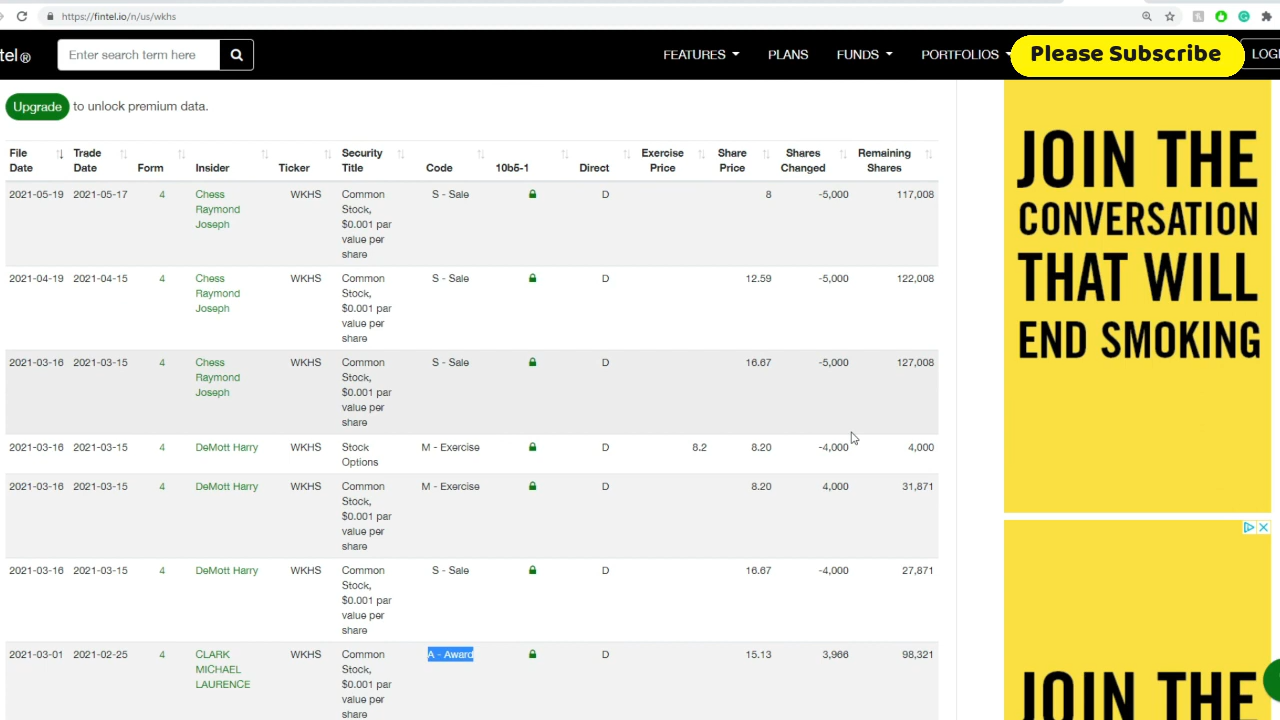 https://fintel.io/n/us/wkhs
tel® Enter search term here FEATURES PLANS FUNDS PORTFOLIOS Please Subscribe
Upgrade to unlock premium data.
File Date Trade Date Form Insider Ticker Security Title Code 10b5-1 Direct Exercise Price Share Price Shares Changed Remaining Shares
2021-05-19 2021-05-17 4 Chess WKHS Common S - Sale D 8 -5,000 117,008
Raymond Stock,
Joseph $0.001 par
value per
share
2021-04-19 2021-04-15 4 Chess WKHS Common S - Sale D 12.59 -5,000 122,008
Raymond Stock,
Joseph $0.001 par
value per
share
2021-03-16 2021-03-15 4 Chess WKHS Common S - Sale D 16.67 -5,000 127,008
Raymond Stock,
Joseph $0.001 par
value per
share
2021-03-16 2021-03-15 4 DeMott Harry WKHS Stock M - Exercise D 8.2 8.20 -4,000 4,000
Options
2021-03-16 2021-03-15 4 DeMott Harry WKHS Common M - Exercise D 8.20 4,000 31,871
Stock,
$0.001 par
value per
share
2021-03-16 2021-03-15 4 DeMott Harry WKHS Common S - Sale D 16.67 -4,000 27,871
Stock,
$0.001 par
value per
share
2021-03-01 2021-02-25 4 CLARK WKHS Common A - Award D 15.13 3,966 98,321
MICHAEL Stock,
LAURENCE $0.001 par
value per
share
JOIN THE
CONVERSATION
THAT WILL
END SMOKING
JOIN THE